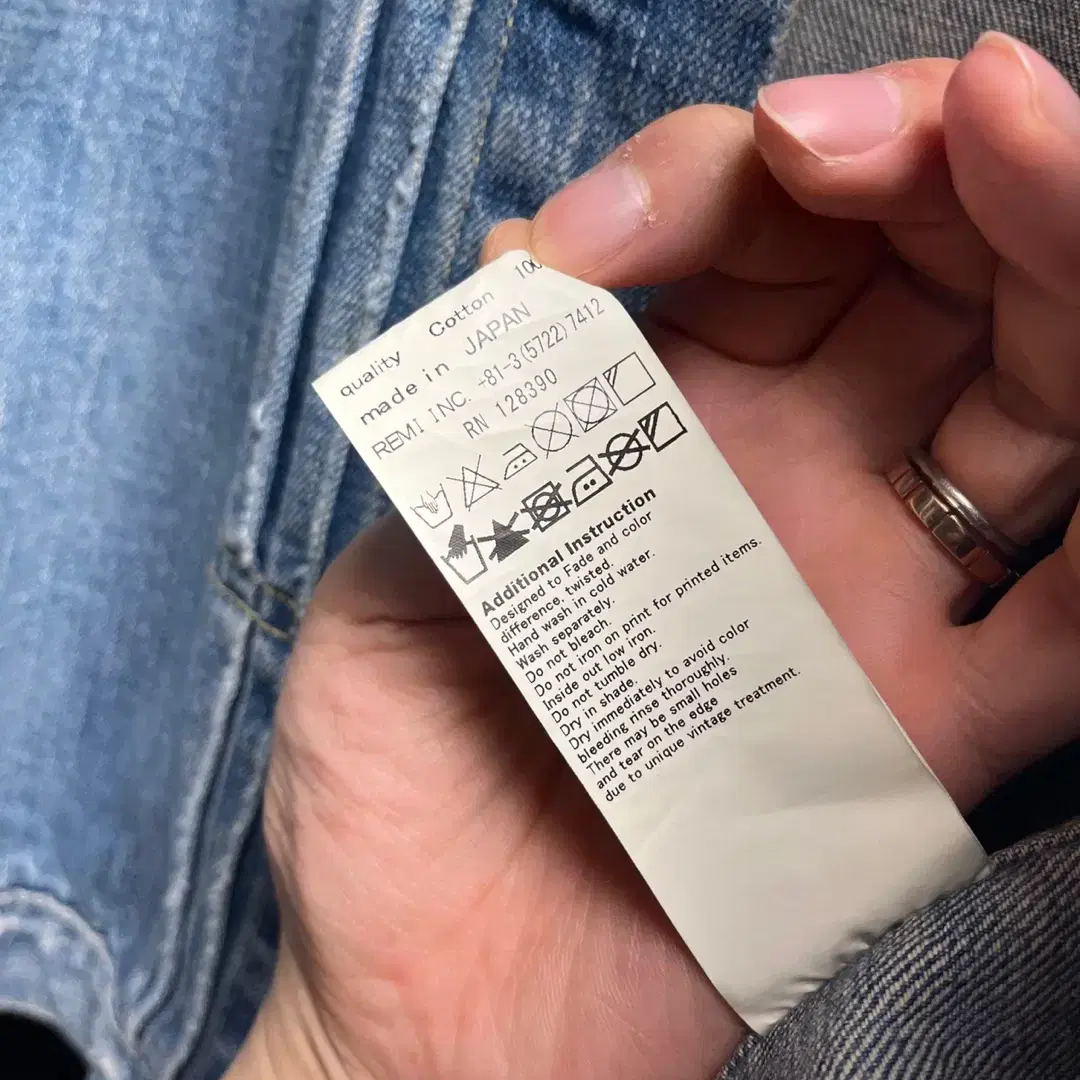 quality Cotton 100
made in JAPAN
REMI INC. +81-3(5722)7412
RN 128390
Additional Instruction
Designed to Fade and color
difference, twisted.
Hand wash in cold water.
Wash separately.
Do not bleach.
Do not iron on print for printed items.
Inside out low iron.
Do not tumble dry.
Dry in shade.
Dry immediately to avoid color
bleeding rinse thoroughly.
There may be small holes
and tear on the edge
due to unique vintage treatment.